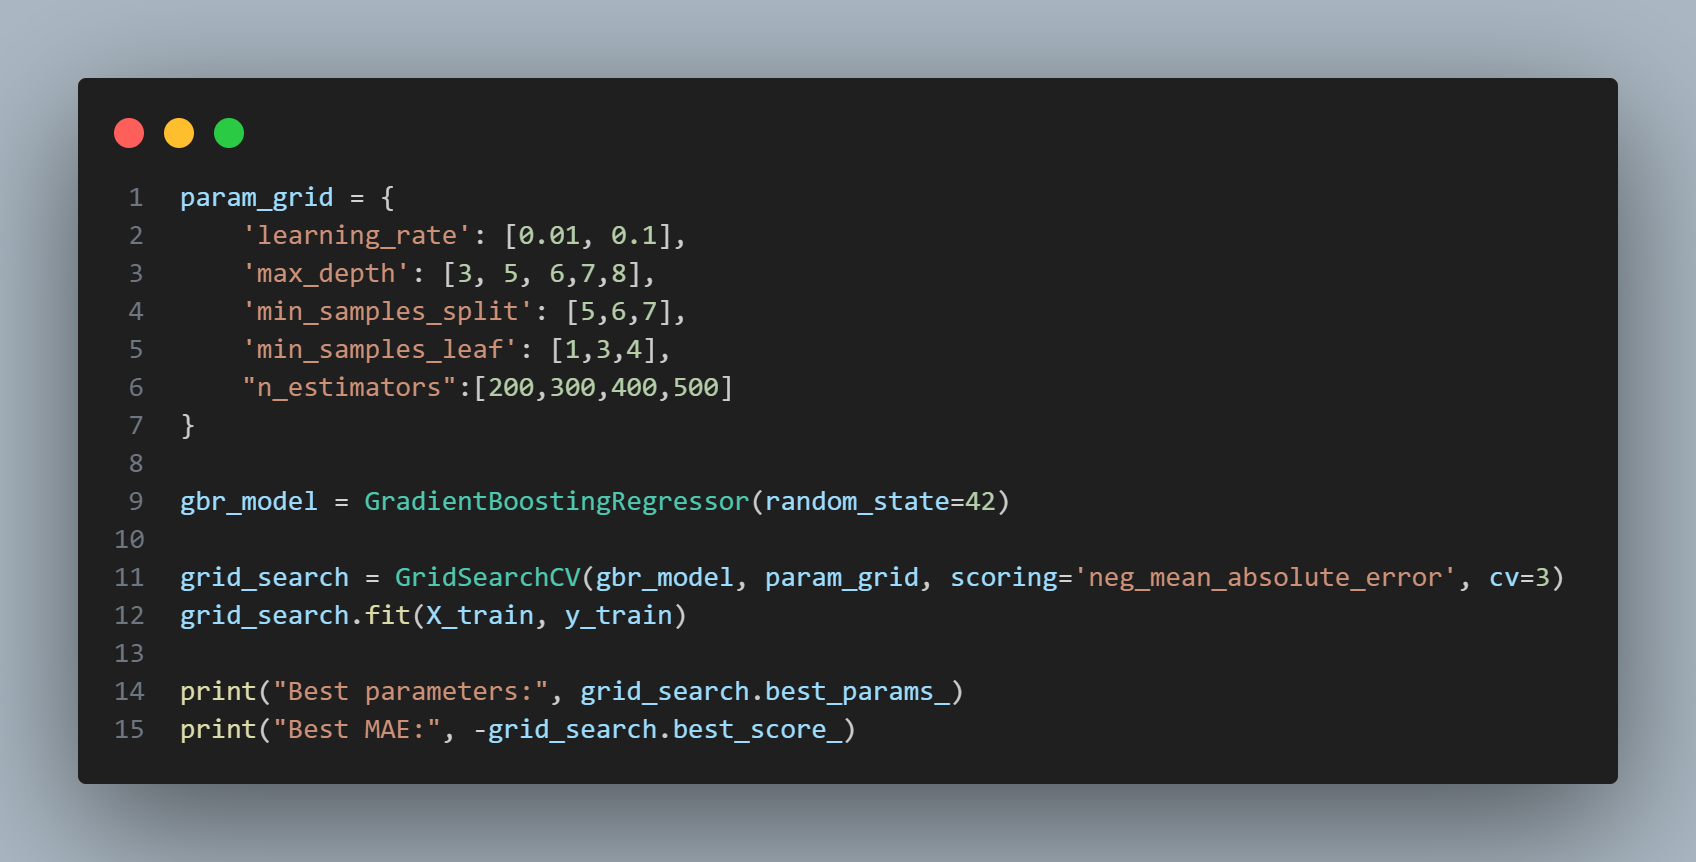 1 param_grid = {
2     'learning_rate': [0.01, 0.1],
3     'max_depth': [3, 5, 6,7,8],
4     'min_samples_split': [5,6,7],
5     'min_samples_leaf': [1,3,4],
6     "n_estimators":[200,300,400,500]
7 }
8
9 gbr_model = GradientBoostingRegressor(random_state=42)
10
11 grid_search = GridSearchCV(gbr_model, param_grid, scoring='neg_mean_absolute_error', cv=3)
12 grid_search.fit(X_train, y_train)
13
14 print("Best parameters:", grid_search.best_params_)
15 print("Best MAE:", -grid_search.best_score_)